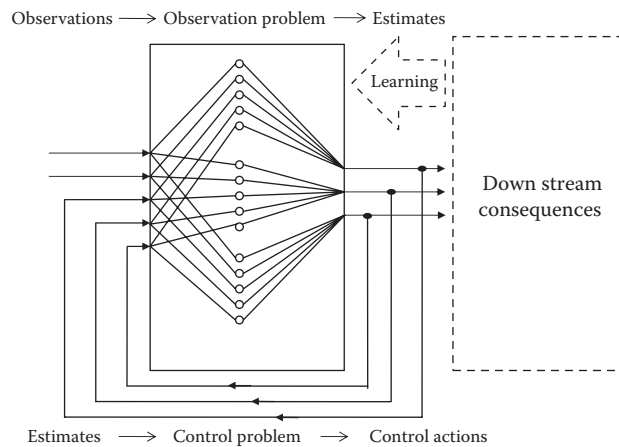 Observations → Observation problem → Estimates
Learning
Down stream
consequences
Estimates → Control problem → Control actions